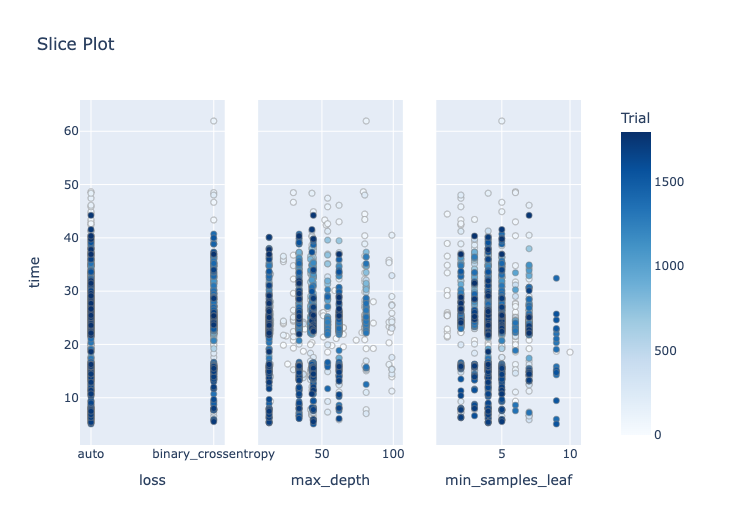 Slice Plot
Trial
time
60
50
40
30
20
10
1500
1000
500
0
auto
binary_crossentropy
50
100
5
10
loss
max_depth
min_samples_leaf